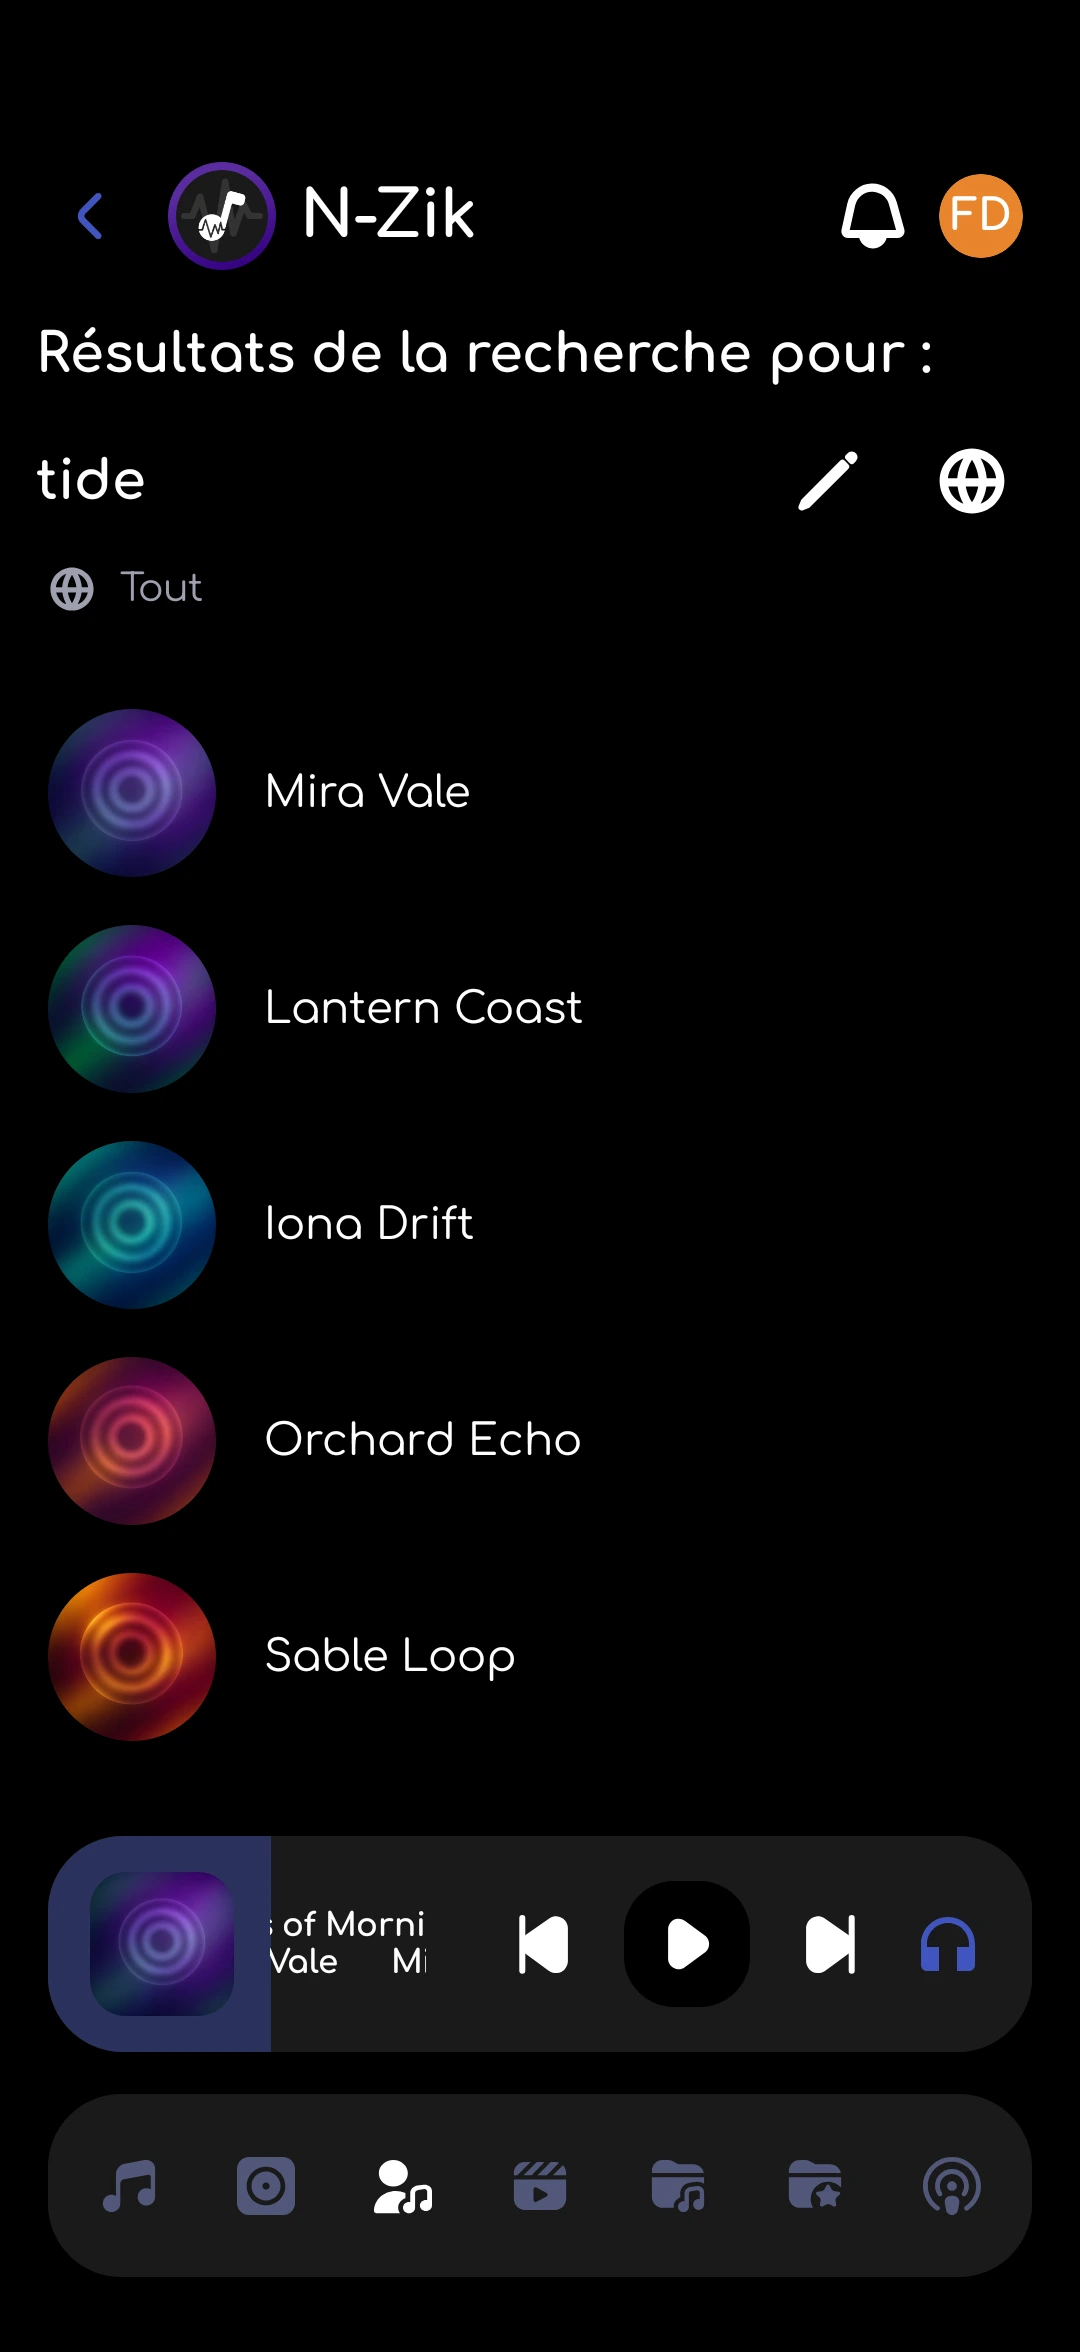 N-Zik
FD
Résultats de la recherche pour :
tide
Tout
Mira Vale
Lantern Coast
Iona Drift
Orchard Echo
Sable Loop
of Morni
Vale Mi